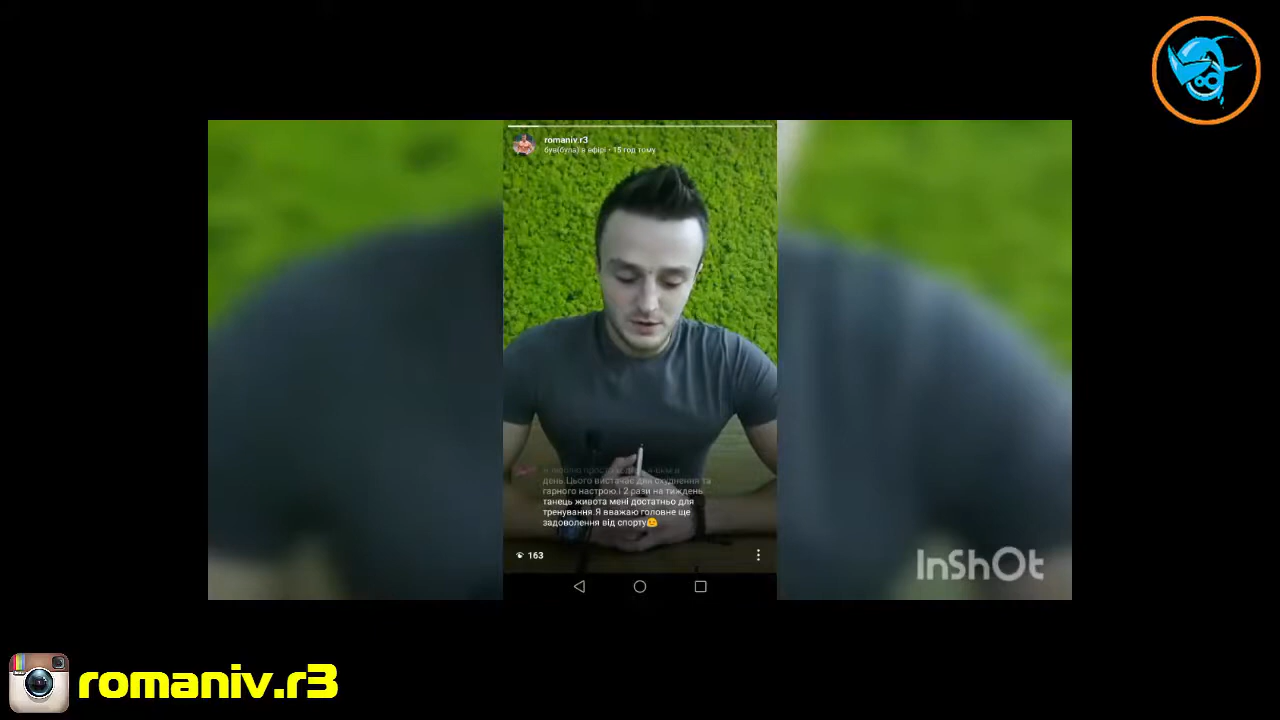 romaniv.r3
був(була) в ефірі • 15 год тому
день.Цього вистачає для схуднення та
гарного настрою.і 2 рази на тиждень
танець живота мені достатньо для
тренування.Я вважаю головне ще
задоволення від спорту
163
InShOt
romaniv.r3